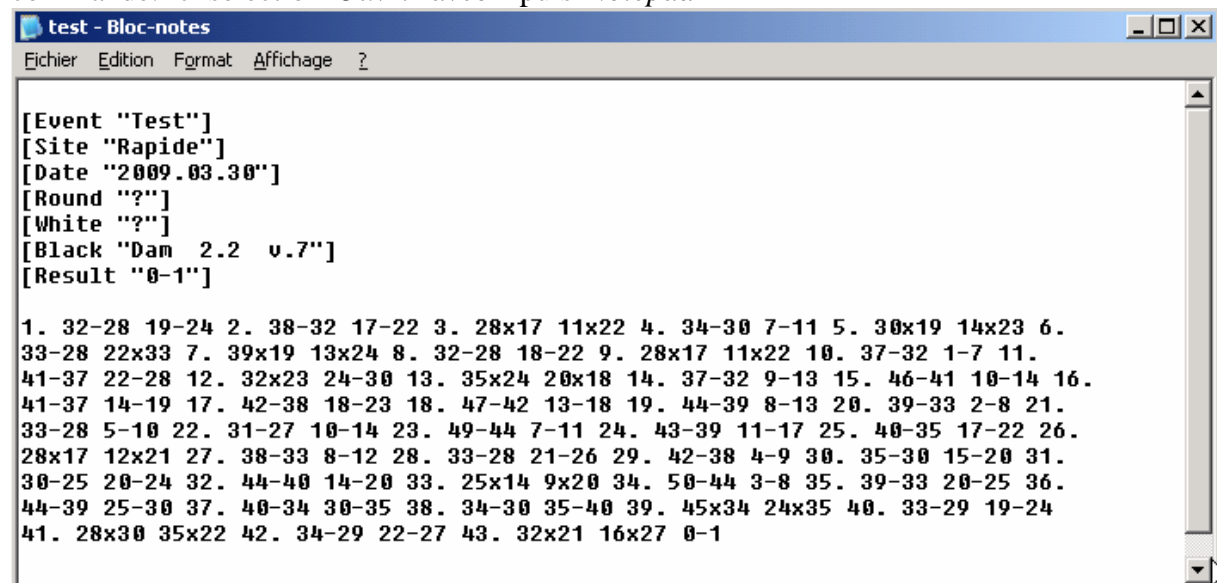 test - Bloc-notes
Fichier Edition Format Affichage ?
[Event "Test"]
[Site "Rapide"]
[Date "2009.03.30"]
[Round "?"]
[White "?"]
[Black "Dam  2.2  v.7"]
[Result "0-1"]
1. 32-28 19-24 2. 38-32 17-22 3. 28x17 11x22 4. 34-30 7-11 5. 30x19 14x23 6.
33-28 22x33 7. 39x19 13x24 8. 32-28 18-22 9. 28x17 11x22 10. 37-32 1-7 11.
41-37 22-28 12. 32x23 24-30 13. 35x24 20x18 14. 37-32 9-13 15. 46-41 10-14 16.
41-37 14-19 17. 42-38 18-23 18. 47-42 13-18 19. 44-39 8-13 20. 39-33 2-8 21.
33-28 5-10 22. 31-27 10-14 23. 49-44 7-11 24. 43-39 11-17 25. 40-35 17-22 26.
28x17 12x21 27. 38-33 8-12 28. 33-28 21-26 29. 42-38 4-9 30. 35-30 15-20 31.
30-25 20-24 32. 44-40 14-20 33. 25x14 9x20 34. 50-44 3-8 35. 39-33 20-25 36.
44-39 25-30 37. 40-34 30-35 38. 34-30 35-40 39. 45x34 24x35 40. 33-29 19-24
41. 28x30 35x22 42. 34-29 22-27 43. 32x21 16x27 0-1